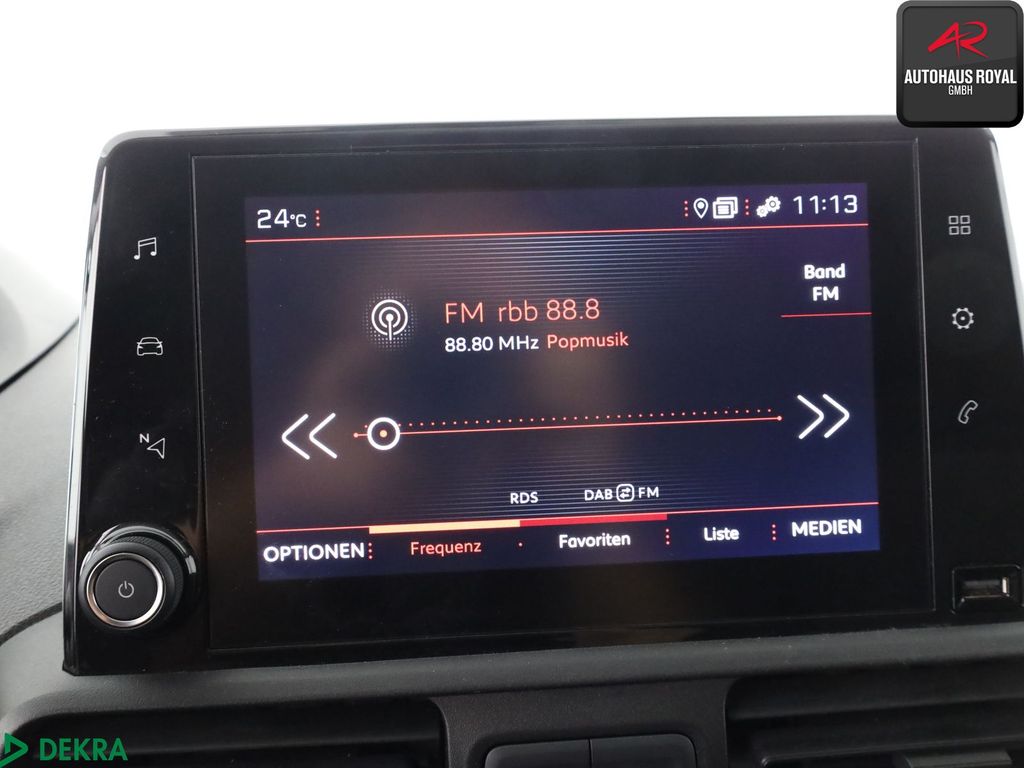 AUTOHAUS ROYAL
GMBH
24°C
11:13
Band
FM
FM rbb 88.8
88.80 MHz Popmusik
N
RDS DAB FM
OPTIONEN Frequenz Favoriten Liste MEDIEN
DEKRA